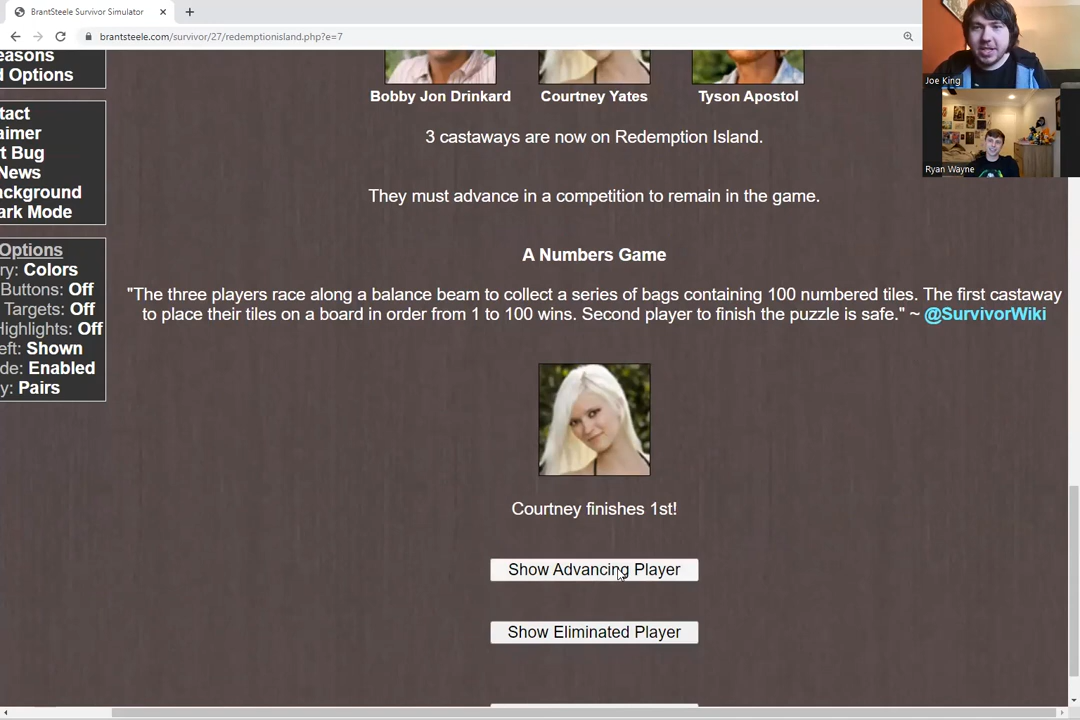 BrantSteele Survivor Simulator
brantsteele.com/survivor/27/redemptionisland.php?e=7
Joe King
Ryan Wayne
easons
d Options
tact
aimer
t Bug
News
ackground
ark Mode
Options
ry: Colors
Buttons: Off
Targets: Off
Highlights: Off
eft: Shown
de: Enabled
y: Pairs
Bobby Jon Drinkard
Courtney Yates
Tyson Apostol
3 castaways are now on Redemption Island.
They must advance in a competition to remain in the game.
A Numbers Game
"The three players race along a balance beam to collect a series of bags containing 100 numbered tiles. The first castaway
to place their tiles on a board in order from 1 to 100 wins. Second player to finish the puzzle is safe." ~ @SurvivorWiki
Courtney finishes 1st!
Show Advancing Player
Show Eliminated Player